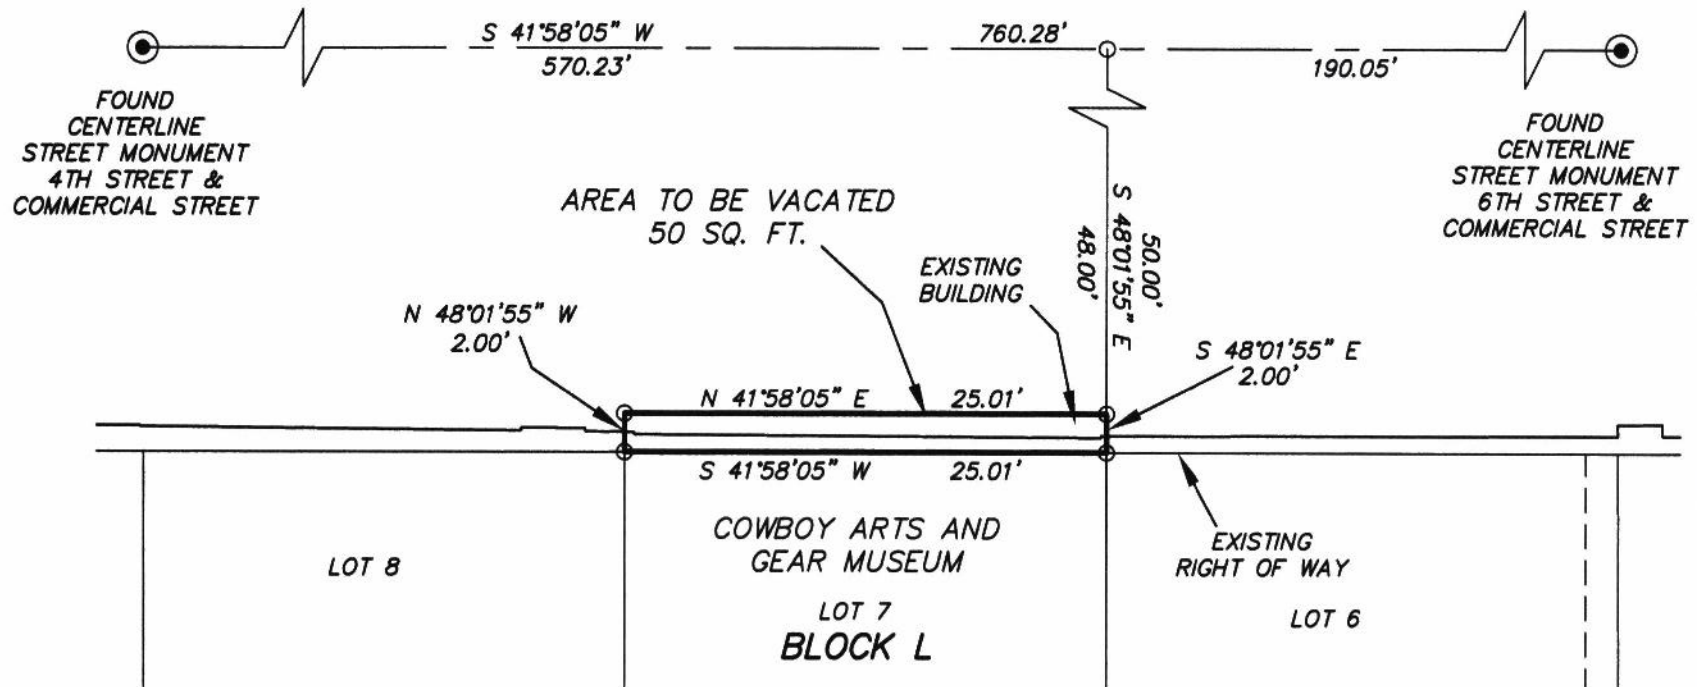 S 41°58'05" W
570.23'
760.28'
190.05'
FOUND
CENTERLINE
STREET MONUMENT
4TH STREET &
COMMERCIAL STREET
FOUND
CENTERLINE
STREET MONUMENT
6TH STREET &
COMMERCIAL STREET
AREA TO BE VACATED
50 SQ. FT.
EXISTING
BUILDING
50.00'
S 48°01'55" E
48.00'
N 48°01'55" W
2.00'
S 48°01'55" E
2.00'
N 41°58'05" E 25.01'
S 41°58'05" W 25.01'
COWBOY ARTS AND
GEAR MUSEUM
EXISTING
RIGHT OF WAY
LOT 8
LOT 7
BLOCK L
LOT 6